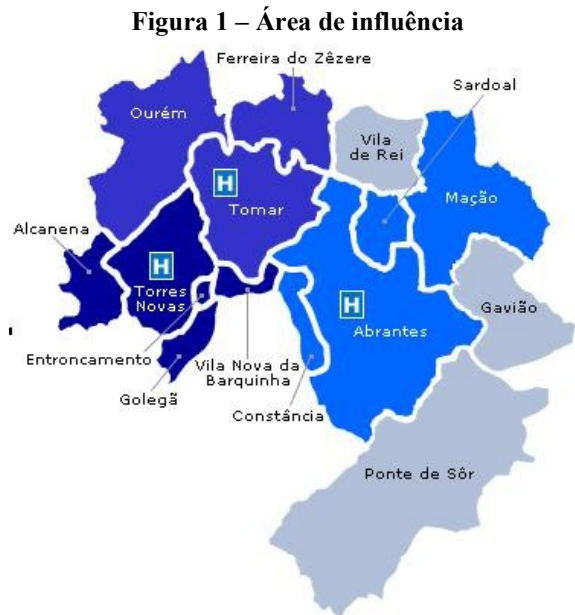 Figura 1 – Área de influência
Ferreira do Zêzere
Sardoal
Ourém
Vila
de Rei
H
Tomar
Mação
Alcanena
H
Torres
Novas
H
Abrantes
Gavião
Entroncamento
Vila Nova da
Barquinha
Golegã
Constância
Ponte de Sôr